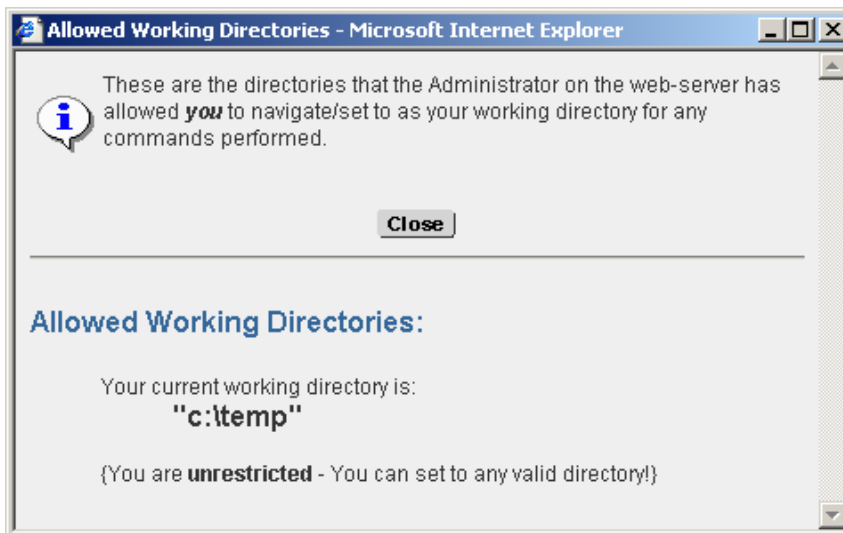 Allowed Working Directories - Microsoft Internet Explorer
These are the directories that the Administrator on the web-server has
allowed you to navigate/set to as your working directory for any
commands performed.
Close
Allowed Working Directories:
Your current working directory is:
"c:\temp"
{You are unrestricted - You can set to any valid directory!}